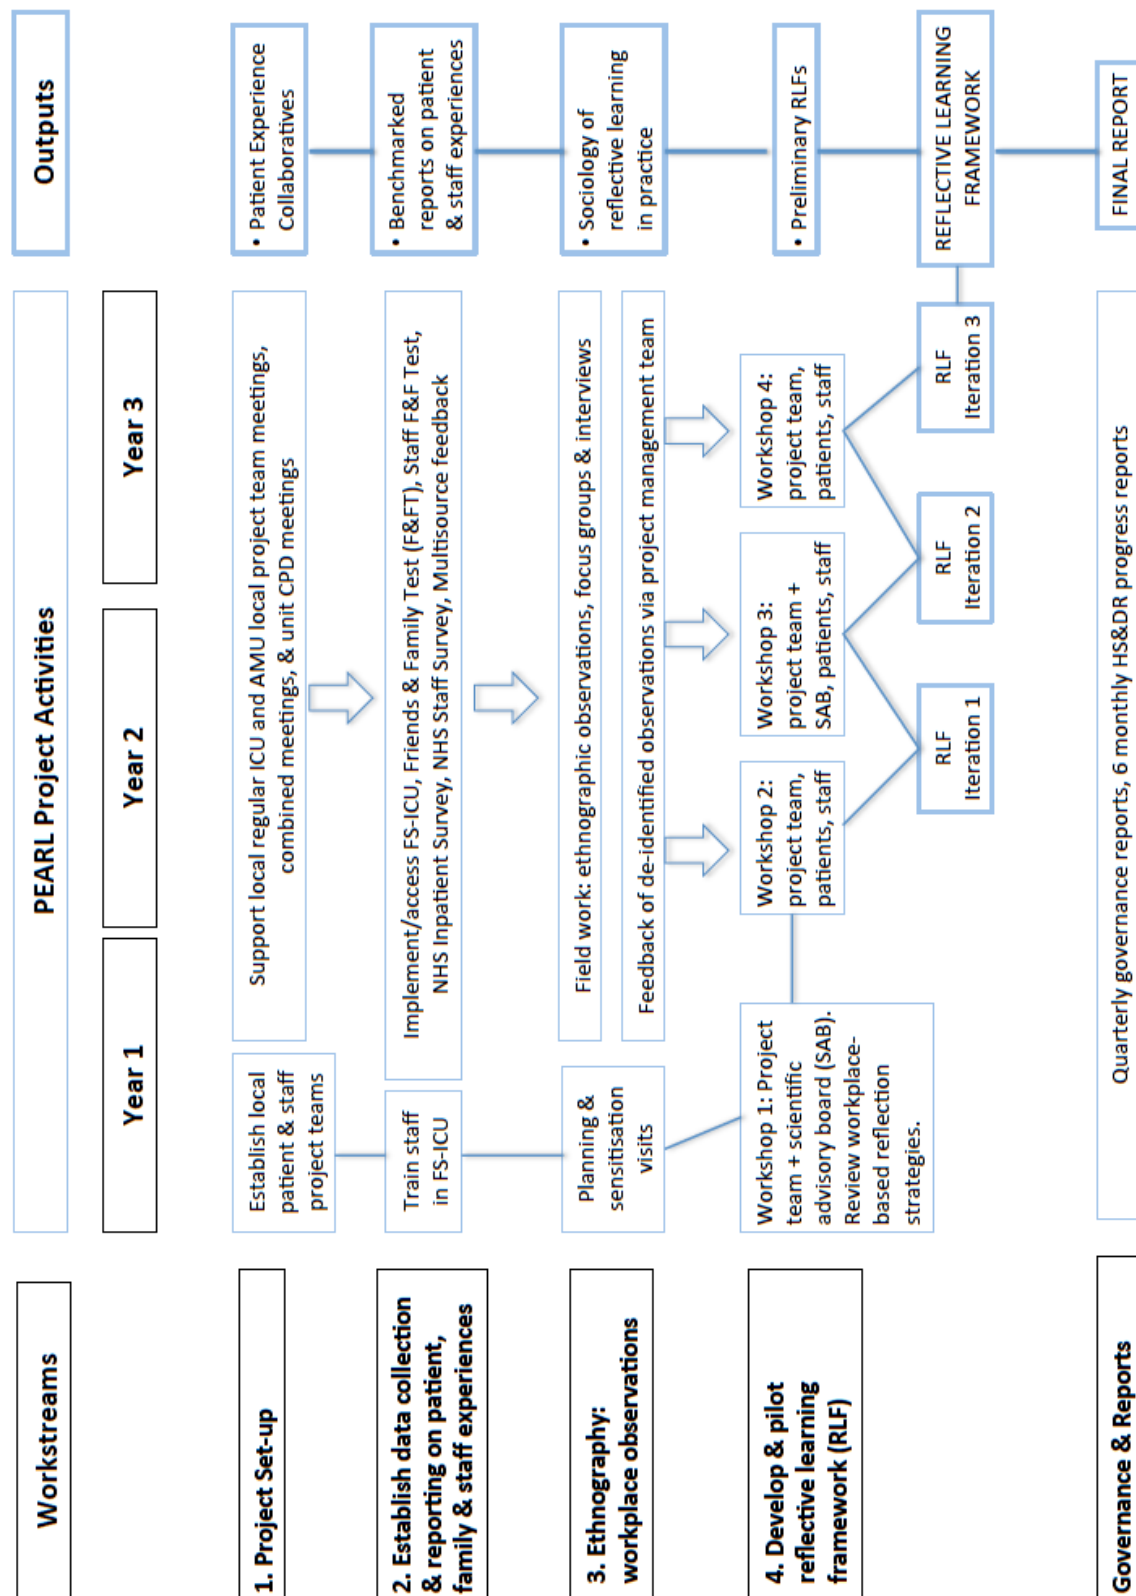 Workstreams
PEARL Project Activities
Outputs
Year 1
Year 2
Year 3
1. Project Set-up
Establish local
patient & staff
project teams
Support local regular ICU and AMU local project team meetings,
combined meetings, & unit CPD meetings
• Patient Experience
Collaboratives
2. Establish data collection
& reporting on patient,
family & staff experiences
Train staff
in FS-ICU
Implement/access FS-ICU, Friends & Family Test (F&FT), Staff F&F Test,
NHS Inpatient Survey, NHS Staff Survey, Multisource feedback
• Benchmarked
reports on patient
& staff experiences
3. Ethnography:
workplace observations
Planning &
sensitisation
visits
Field work: ethnographic observations, focus groups & interviews
Feedback of de-identified observations via project management team
• Sociology of
reflective learning
in practice
4. Develop & pilot
reflective learning
framework (RLF)
Workshop 1: Project
team + scientific
advisory board (SAB).
Review workplace-
based reflection
strategies.
Workshop 2:
project team,
patients, staff
Workshop 3:
project team +
SAB, patients, staff
Workshop 4:
project team,
patients, staff
• Preliminary RLFs
RLF
Iteration 1
RLF
Iteration 2
RLF
Iteration 3
REFLECTIVE LEARNING
FRAMEWORK
Governance & Reports
Quarterly governance reports, 6 monthly HS&DR progress reports
FINAL REPORT